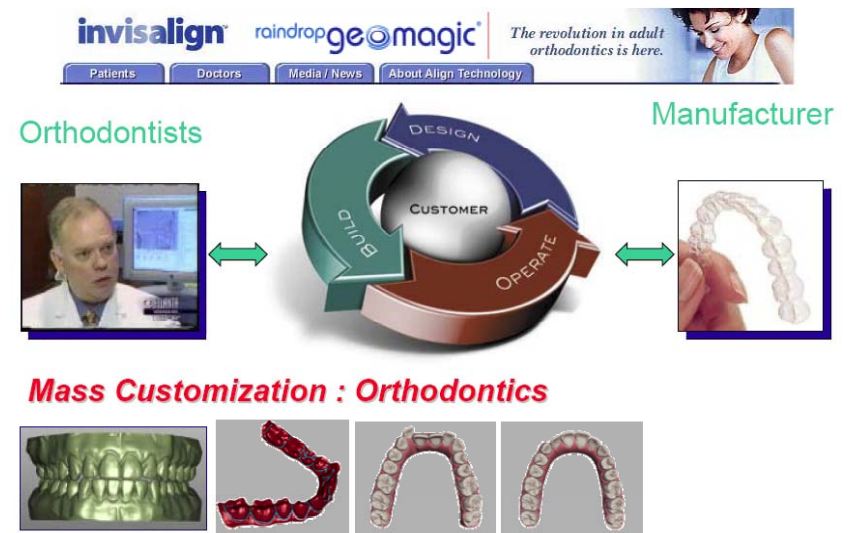 invisalign
raindrop geomagic
The revolution in adult
orthodontics is here.
Patients
Doctors
Media / News
About Align Technology
Orthodontists
Manufacturer
DESIGN
BUILD
CUSTOMER
OPERATE
Mass Customization : Orthodontics